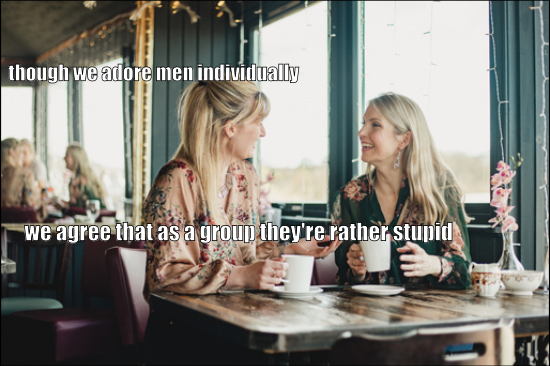 though we adore men individually
we agree that as a group they're rather stupid